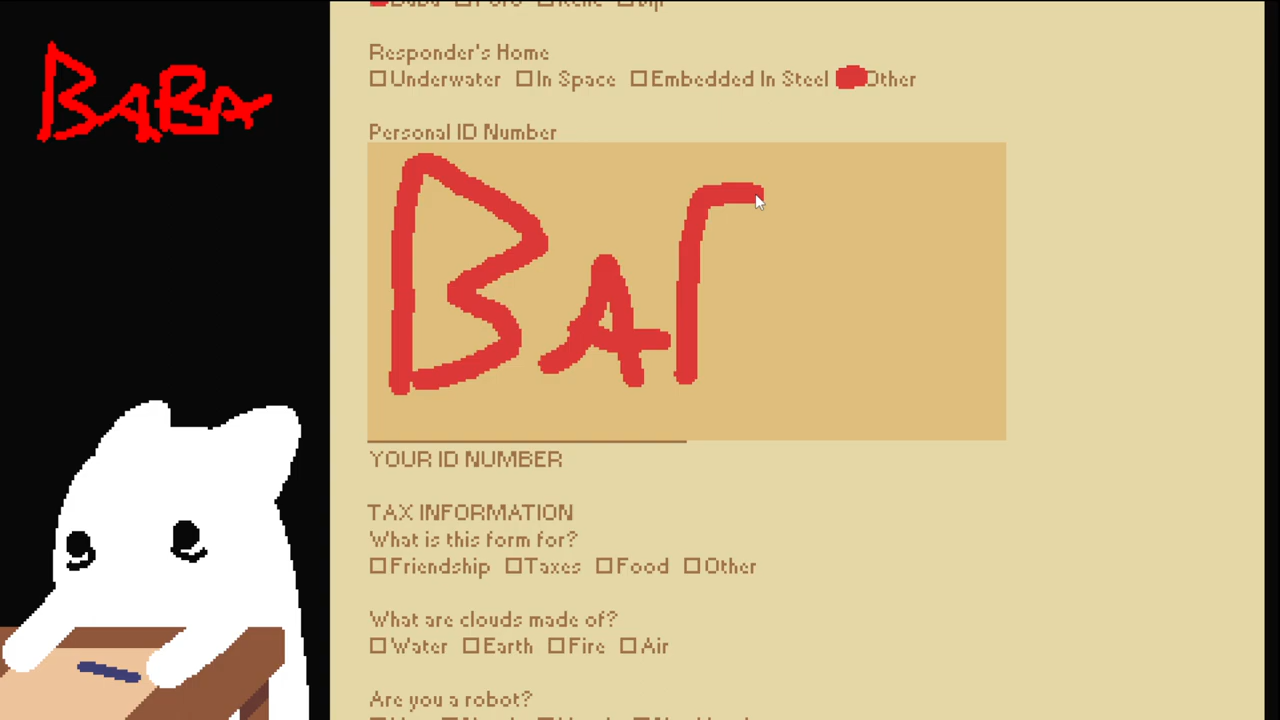 BABA
Baba
Responder's Home
Underwater In Space Embedded In Steel Other
Personal ID Number
BA
YOUR ID NUMBER
TAX INFORMATION
What is this form for?
Friendship Taxes Food Other
What are clouds made of?
Water Earth Fire Air
Are you a robot?